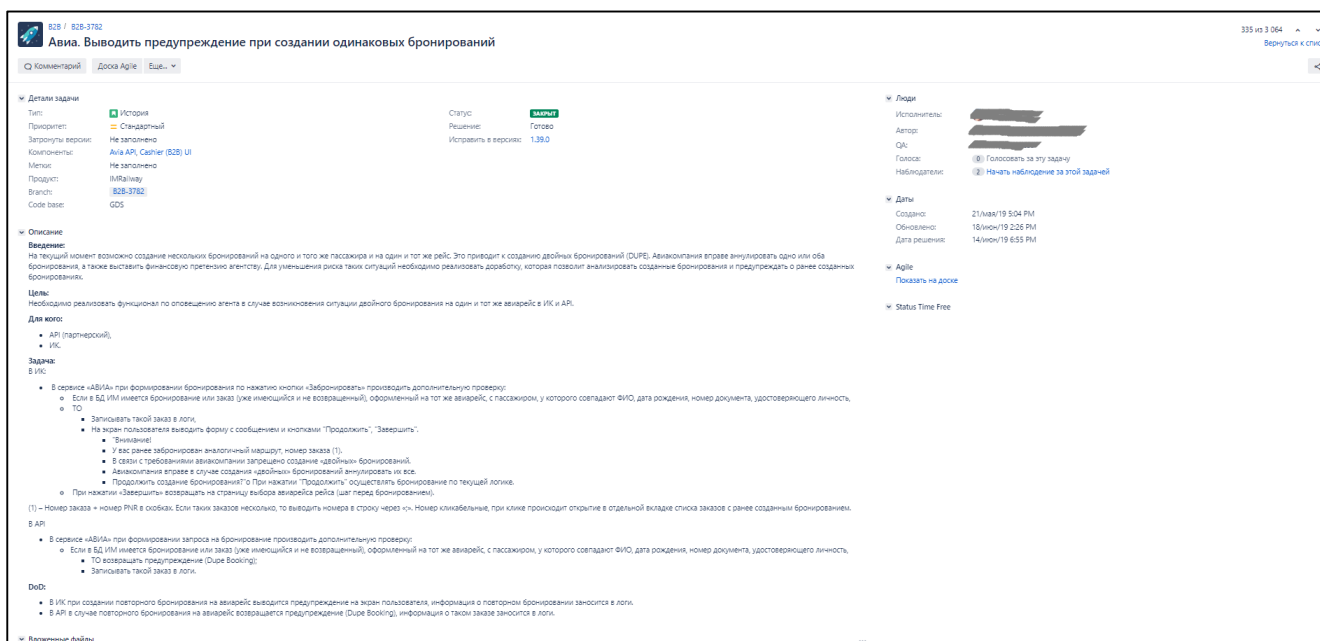 B2B / B2B-3782
Авиа. Выводить предупреждение при создании одинаковых бронирований
335 из 3 064
Вернуться к спис
Комментарий Доска Agile Еще...
Детали задачи
Тип: История
Приоритет: Стандартный
Затронуты версии: Не заполнено
Компоненты: Avia API, Cashier (B2B) UI
Метки: Не заполнено
Продукт: IMRailway
Branch: B2B-3782
Code base: GDS
Статус: ЗАКРЫТ
Решение: Готово
Исправить в версиях: 1.39.0
Люди
Исполнитель:
Автор:
QA:
Голоса: 0 Голосовать за эту задачу
Наблюдатели: 2 Начать наблюдение за этой задачей
Даты
Создано: 21/мая/19 5:04 PM
Обновлено: 18/июн/19 2:26 PM
Дата решения: 14/июн/19 6:55 PM
Agile
Показать на доске
Status Time Free
Описание
Введение:
На текущий момент возможно создание нескольких бронирований на одного и того же пассажира и на один и тот же рейс. Это приводит к созданию двойных бронирований (DUPE). Авиакомпания вправе аннулировать одно или оба
бронирования, а также выставить финансовую претензию агентству. Для уменьшения риска таких ситуаций необходимо реализовать доработку, которая позволит анализировать созданные бронирования и предупреждать о ранее созданных
бронированиях.
Цель:
Необходимо реализовать функционал по оповещению агента в случае возникновения ситуации двойного бронирования на один и тот же авиарейс в ИК и API.
Для кого:
API (партнерский),
ИК.
Задача:
В ИК:
В сервисе «АВИА» при формировании бронирования по нажатию кнопки «Забронировать» производить дополнительную проверку:
Если в БД ИМ имеется бронирование или заказ (уже имеющийся и не возвращенный), оформленный на тот же авиарейс, с пассажиром, у которого совпадают ФИО, дата рождения, номер документа, удостоверяющего личность,
ТО
Записывать такой заказ в логи,
На экран пользователя выводить форму с сообщением и кнопками "Продолжить", "Завершить".
"Внимание!
У вас ранее забронирован аналогичный маршрут, номер заказа (1).
В связи с требованиями авиакомпании запрещено создание «двойных» бронирований.
Авиакомпания вправе в случае создания «двойных» бронирований аннулировать их все.
Продолжить создание бронирования?"о При нажатии "Продолжить" осуществлять бронирование по текущей логике.
При нажатии «Завершить» возвращать на страницу выбора авиарейса рейса (шаг перед бронированием).
(1) – Номер заказа + номер PNR в скобках. Если таких заказов несколько, то выводить номера в строку через «;». Номер кликабельные, при клике происходит открытие в отдельной вкладке списка заказов с ранее созданным бронированием.
В API
В сервисе «АВИА» при формировании запроса на бронирование производить дополнительную проверку:
Если в БД ИМ имеется бронирование или заказ (уже имеющийся и не возвращенный), оформленный на тот же авиарейс, с пассажиром, у которого совпадают ФИО, дата рождения, номер документа, удостоверяющего личность,
ТО возвращать предупреждение (Dupe Booking);
Записывать такой заказ в логи.
DoD:
В ИК при создании повторного бронирования на авиарейс выводится предупреждение на экран пользователя, информация о повторном бронировании заносится в логи.
В API в случае повторного бронирования на авиарейс возвращается предупреждение (Dupe Booking), информация о таком заказе заносится в логи.
Вложенные файлы